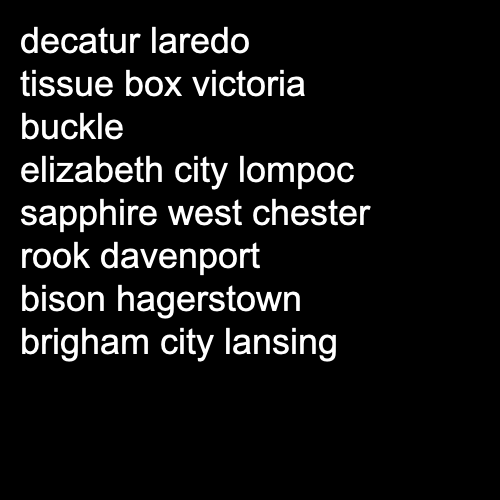 decatur laredo
tissue box victoria
buckle
elizabeth city lompoc
sapphire west chester
rook davenport
bison hagerstown
brigham city lansing